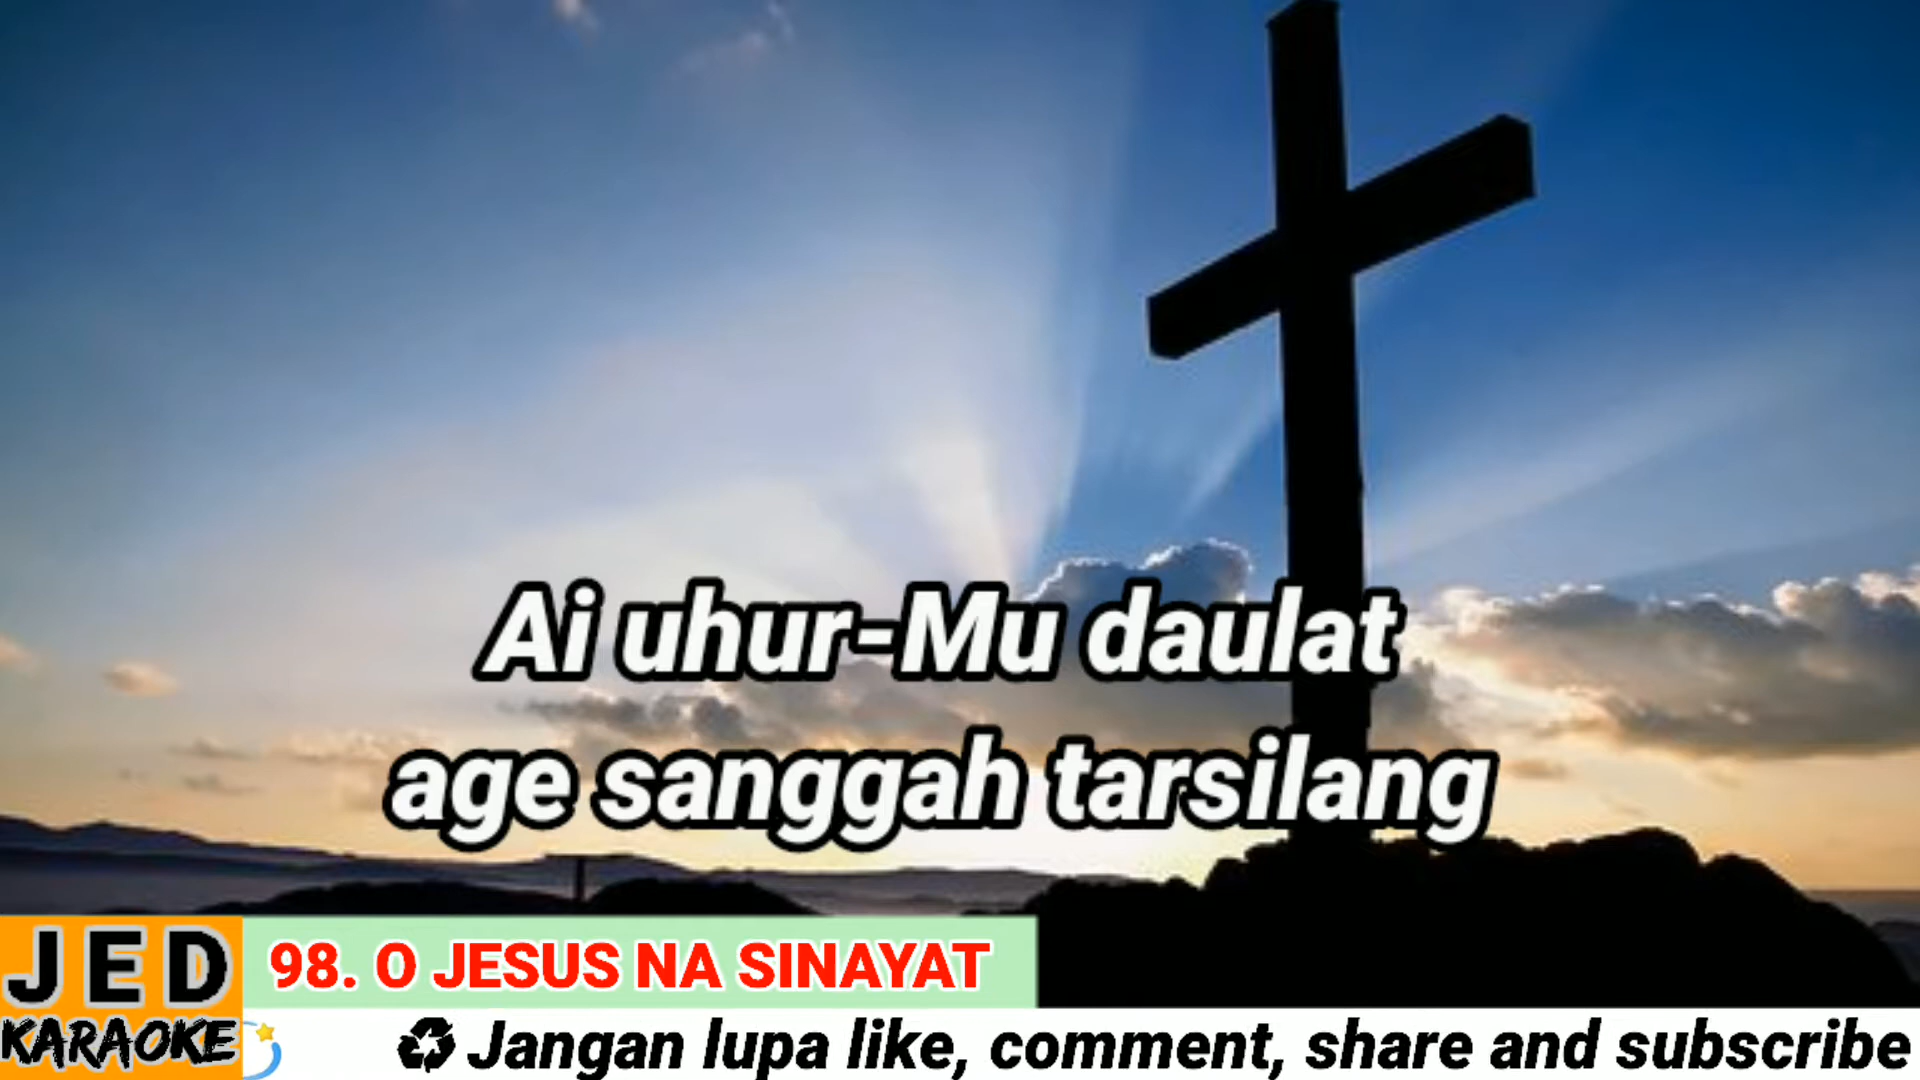 Ai uhur-Mu daulat
age sanggah tarsilang
JED
KARAOKE
98. O JESUS NA SINAYAT
Jangan lupa like, comment, share and subscribe